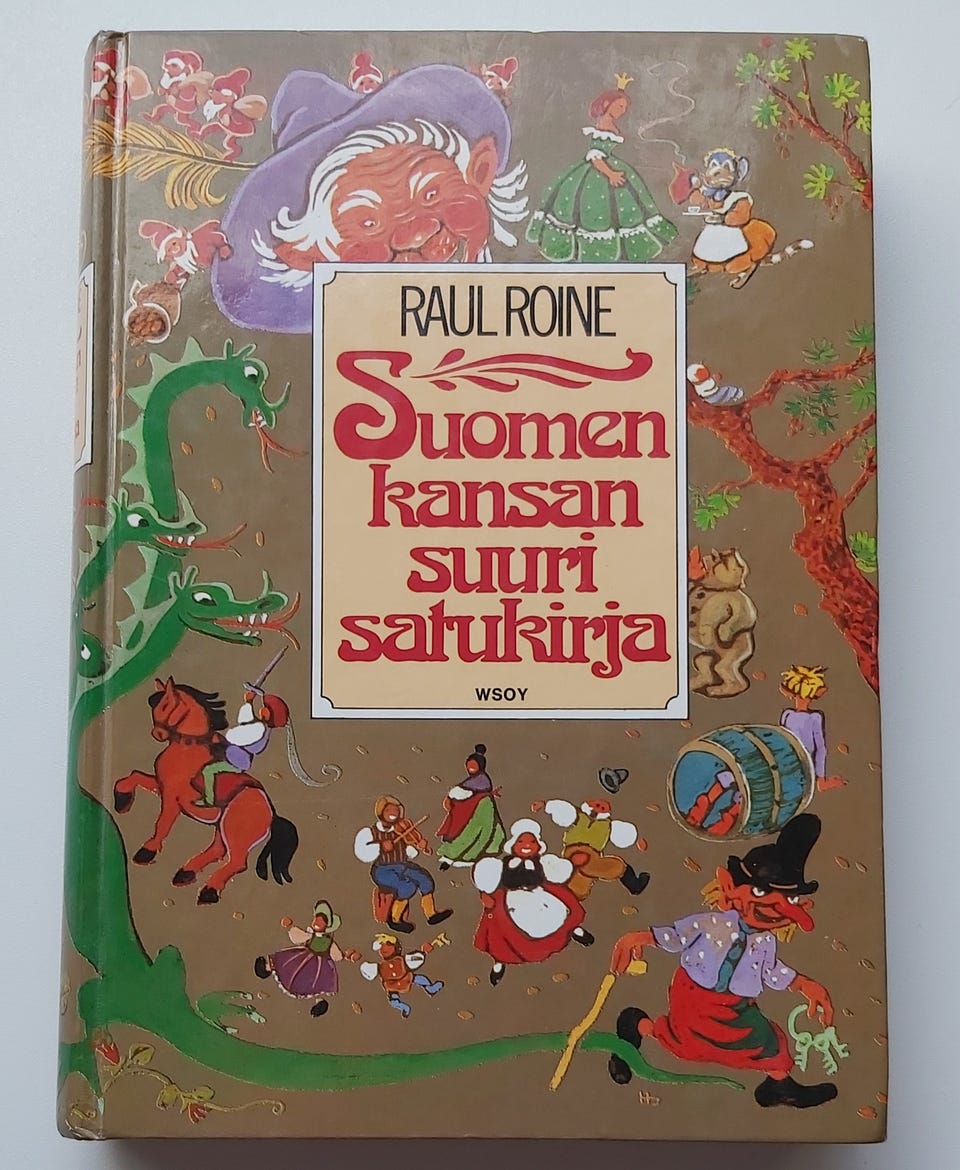 RAUL ROINE
Suomen
kansan
suuri
satukirja
WSOY